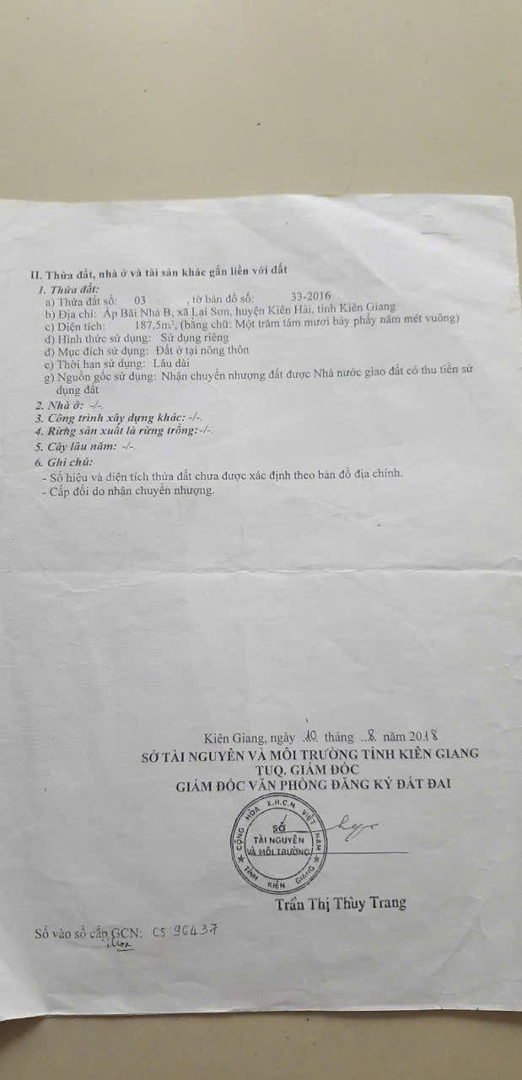 II. Thửa đất, nhà ở và tài sản khác gắn liền với đất
1. Thửa đất:
a) Thửa đất số: 03 , tờ bản đồ số: 33-2016
b) Địa chỉ: Ấp Bãi Nhà B, xã Lại Sơn, huyện Kiên Hải, tỉnh Kiên Giang
c) Diện tích: 187,5m², (bằng chữ: Một trăm tám mươi bảy phẩy năm mét vuông)
d) Hình thức sử dụng: Sử dụng riêng
đ) Mục đích sử dụng: Đất ở tại nông thôn
e) Thời hạn sử dụng: Lâu dài
g) Nguồn gốc sử dụng: Nhận chuyển nhượng đất được Nhà nước giao đất có thu tiền sử
dụng đất
2. Nhà ở: -/-.
3. Công trình xây dựng khác: -/-.
4. Rừng sản xuất là rừng trồng:-/-.
5. Cây lâu năm: -/-.
6. Ghi chú:
- Số hiệu và diện tích thửa đất chưa được xác định theo bản đồ địa chính.
- Cấp đổi do nhận chuyển nhượng.
Kiên Giang, ngày .10. tháng ..8. năm 2018
SỞ TÀI NGUYÊN VÀ MÔI TRƯỜNG TỈNH KIÊN GIANG
TUQ. GIÁM ĐỐC
GIÁM ĐỐC VĂN PHÒNG ĐĂNG KÝ ĐẤT ĐAI
CỘNG HÒA X.H.C.N VIỆT NAM
SỞ
TÀI NGUYÊN
VÀ MÔI TRƯỜNG
TỈNH KIÊN GIANG
Trần Thị Thùy Trang
Số vào sổ cấp GCN: CS 96437